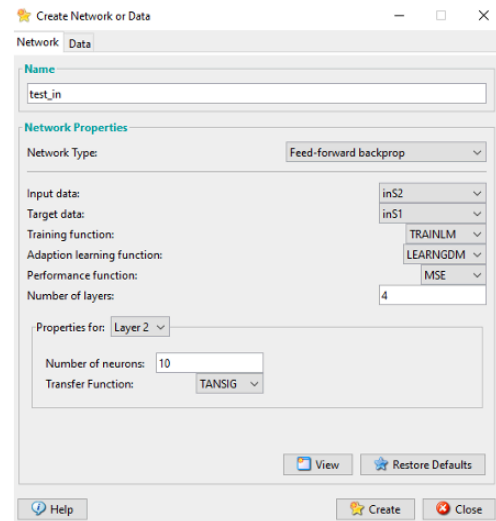 Create Network or Data
Network Data
Name
test_in
Network Properties
Network Type: Feed-forward backprop
Input data: inS2
Target data: inS1
Training function: TRAINLM
Adaption learning function: LEARNGDM
Performance function: MSE
Number of layers: 4
Properties for: Layer 2
Number of neurons: 10
Transfer Function: TANSIG
View Restore Defaults
Help Create Close